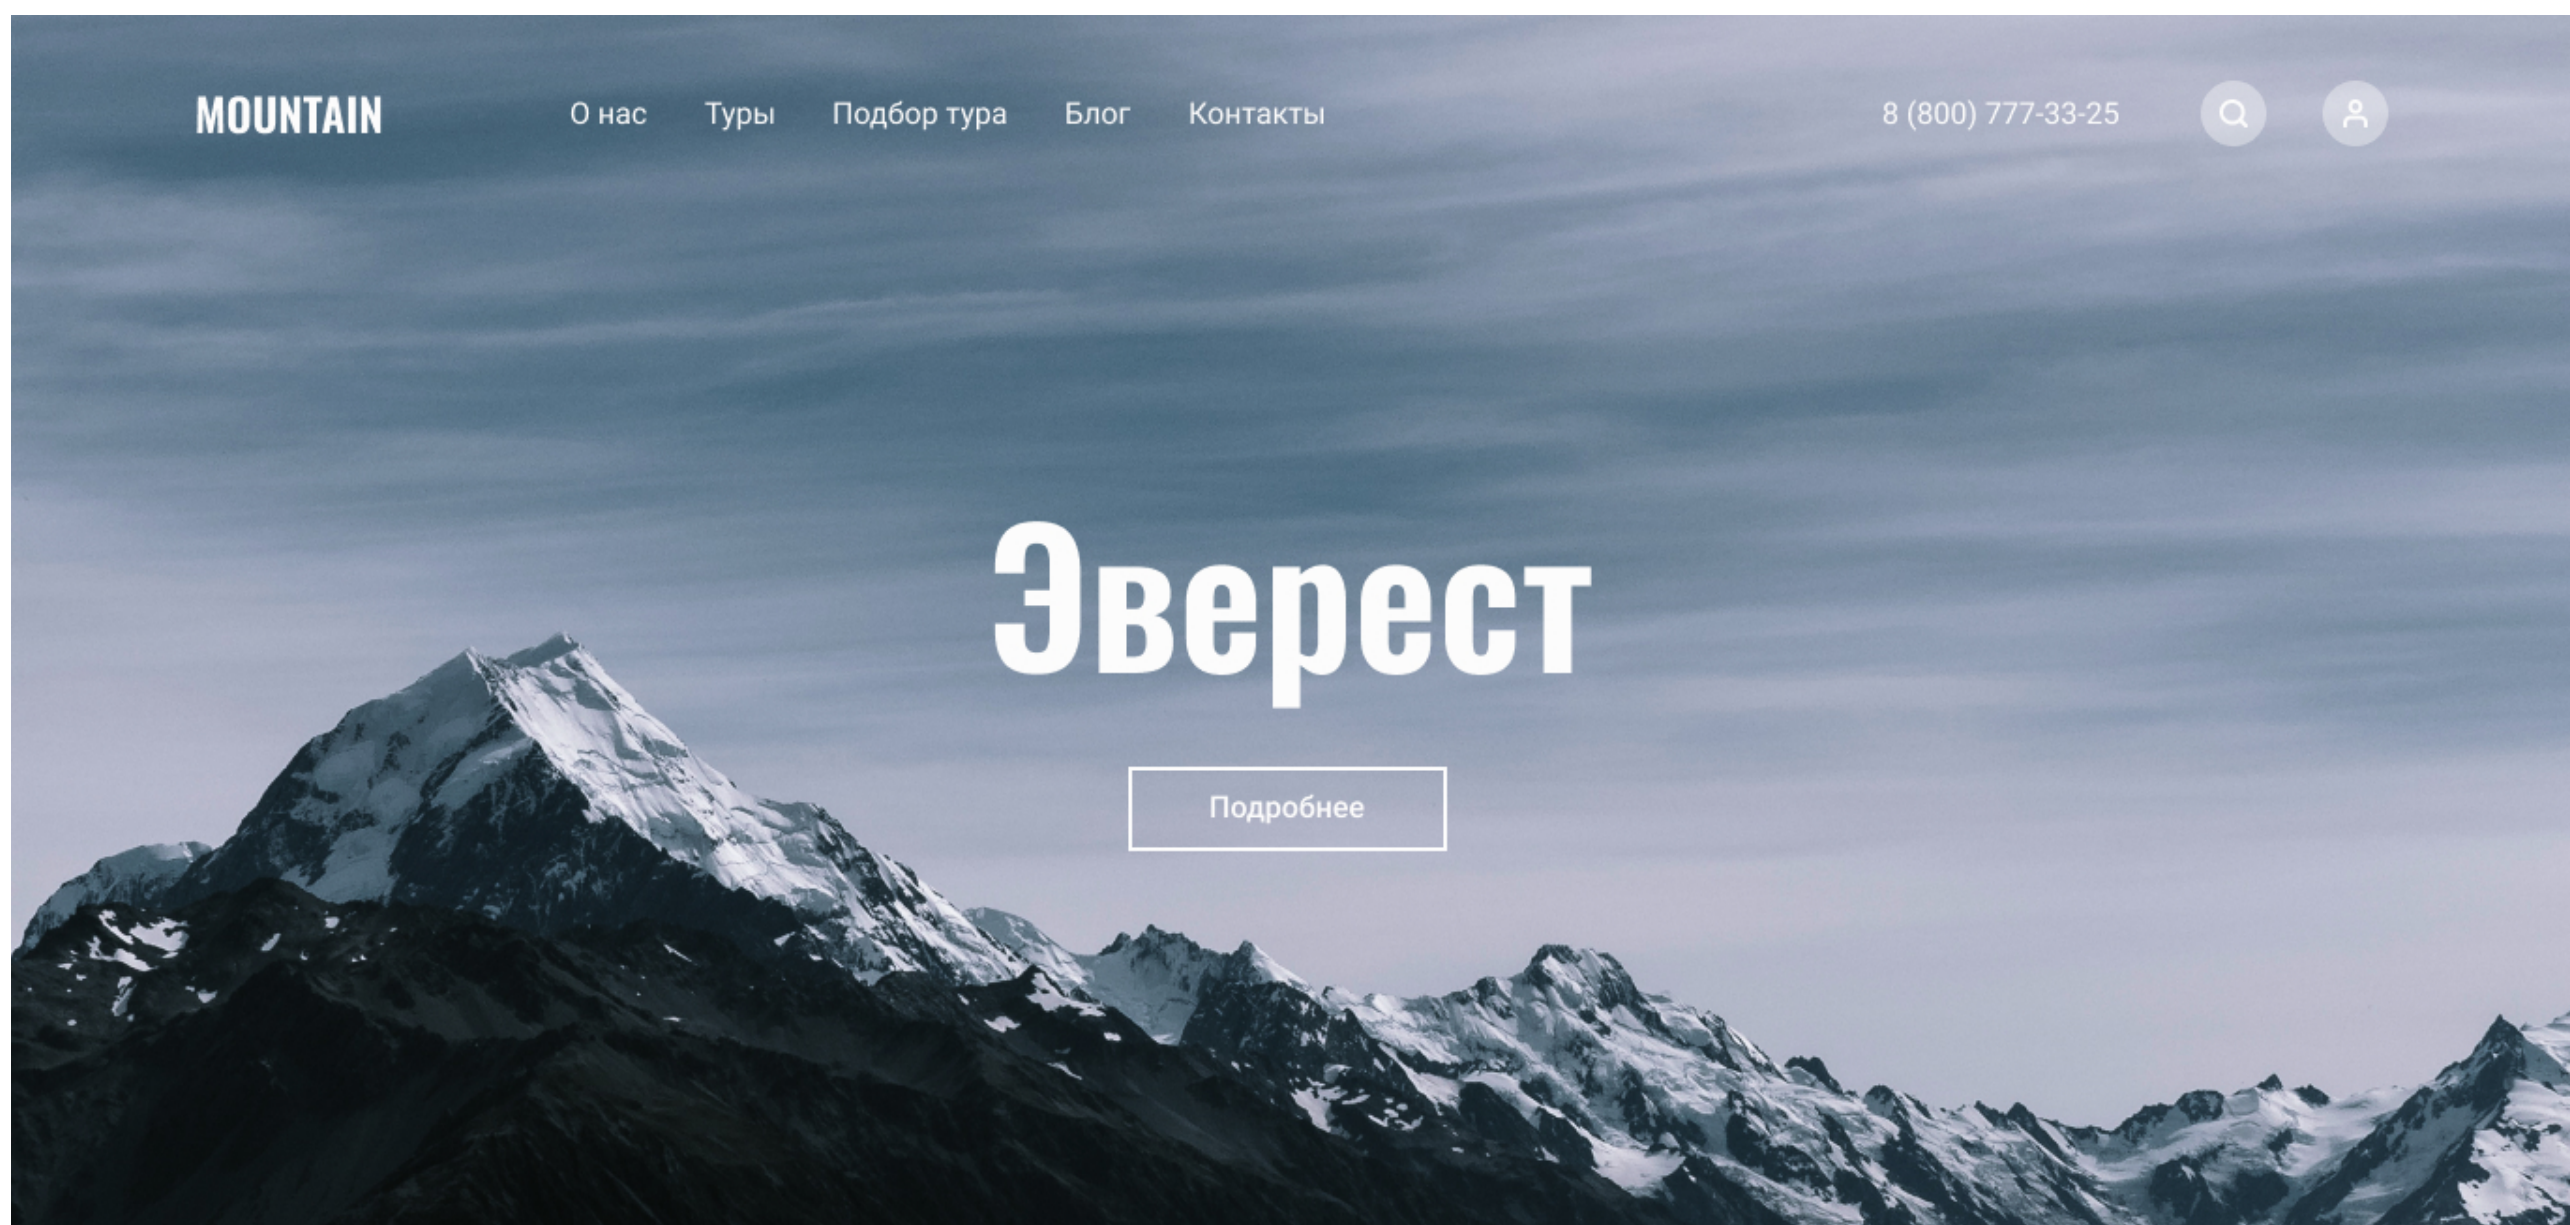 MOUNTAIN О нас Туры Подбор тура Блог Контакты 8 (800) 777-33-25
Эверест
Подробнее